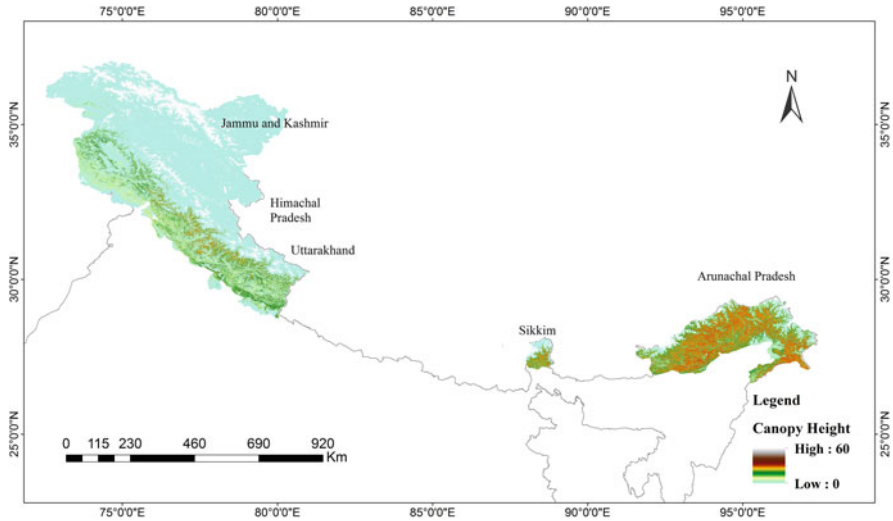 75°0'0"E 80°0'0"E 85°0'0"E 90°0'0"E 95°0'0"E
N
35°0'0"N 35°0'0"N
Jammu and Kashmir
Himachal
Pradesh
Uttarakhand
30°0'0"N 30°0'0"N
Arunachal Pradesh
Sikkim
Legend
25°0'0"N 25°0'0"N
Canopy Height
0 115 230 460 690 920
Km
High : 60
Low : 0
75°0'0"E 80°0'0"E 85°0'0"E 90°0'0"E 95°0'0"E